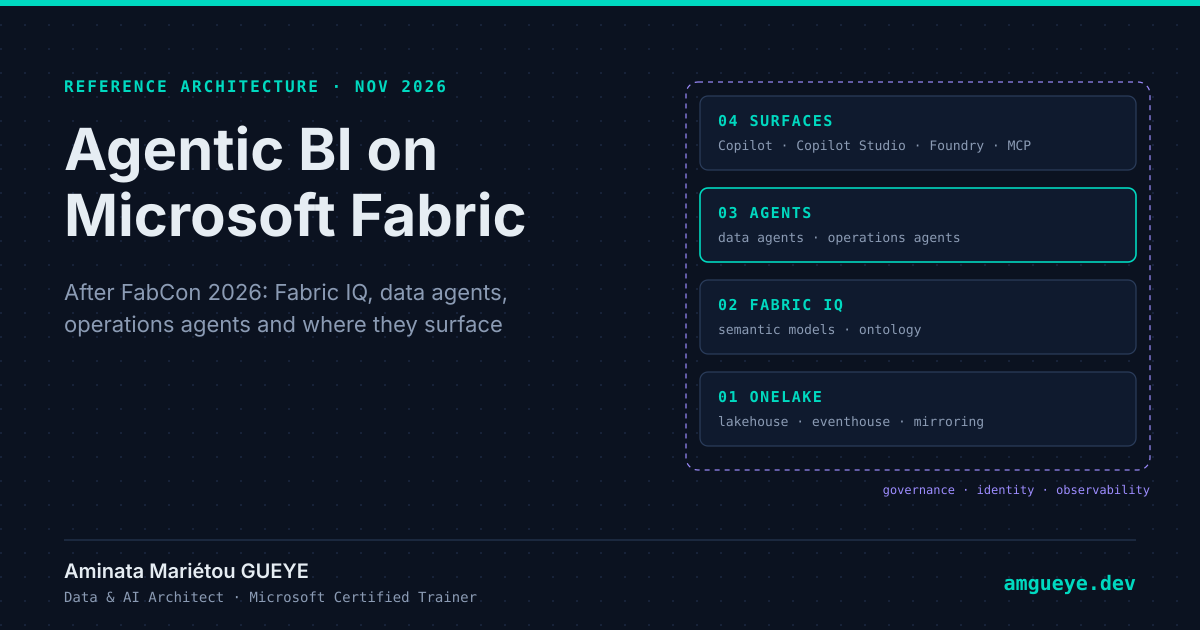 REFERENCE ARCHITECTURE · NOV 2026
Agentic BI on
Microsoft Fabric
After FabCon 2026: Fabric IQ, data agents,
operations agents and where they surface
04 SURFACES
Copilot · Copilot Studio · Foundry · MCP
03 AGENTS
data agents · operations agents
02 FABRIC IQ
semantic models · ontology
01 ONELAKE
lakehouse · eventhouse · mirroring
governance · identity · observability
Aminata Mariétou GUEYE
Data & AI Architect · Microsoft Certified Trainer
amgueye.dev